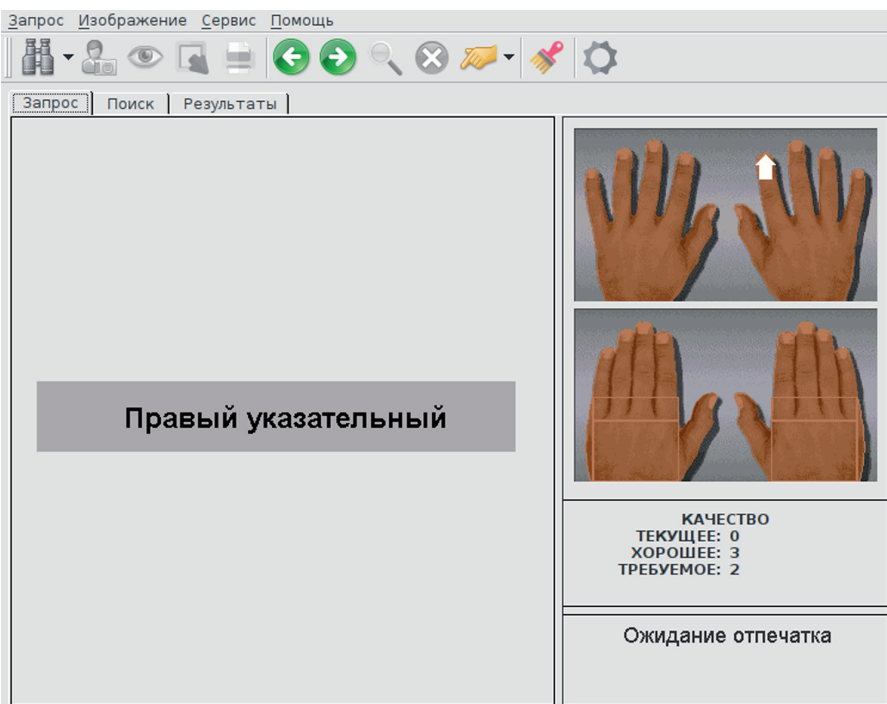 Запрос Изображение Сервис Помощь
Запрос Поиск Результаты
Правый указательный
КАЧЕСТВО
ТЕКУЩЕЕ: 0
ХОРОШЕЕ: 3
ТРЕБУЕМОЕ: 2
Ожидание отпечатка